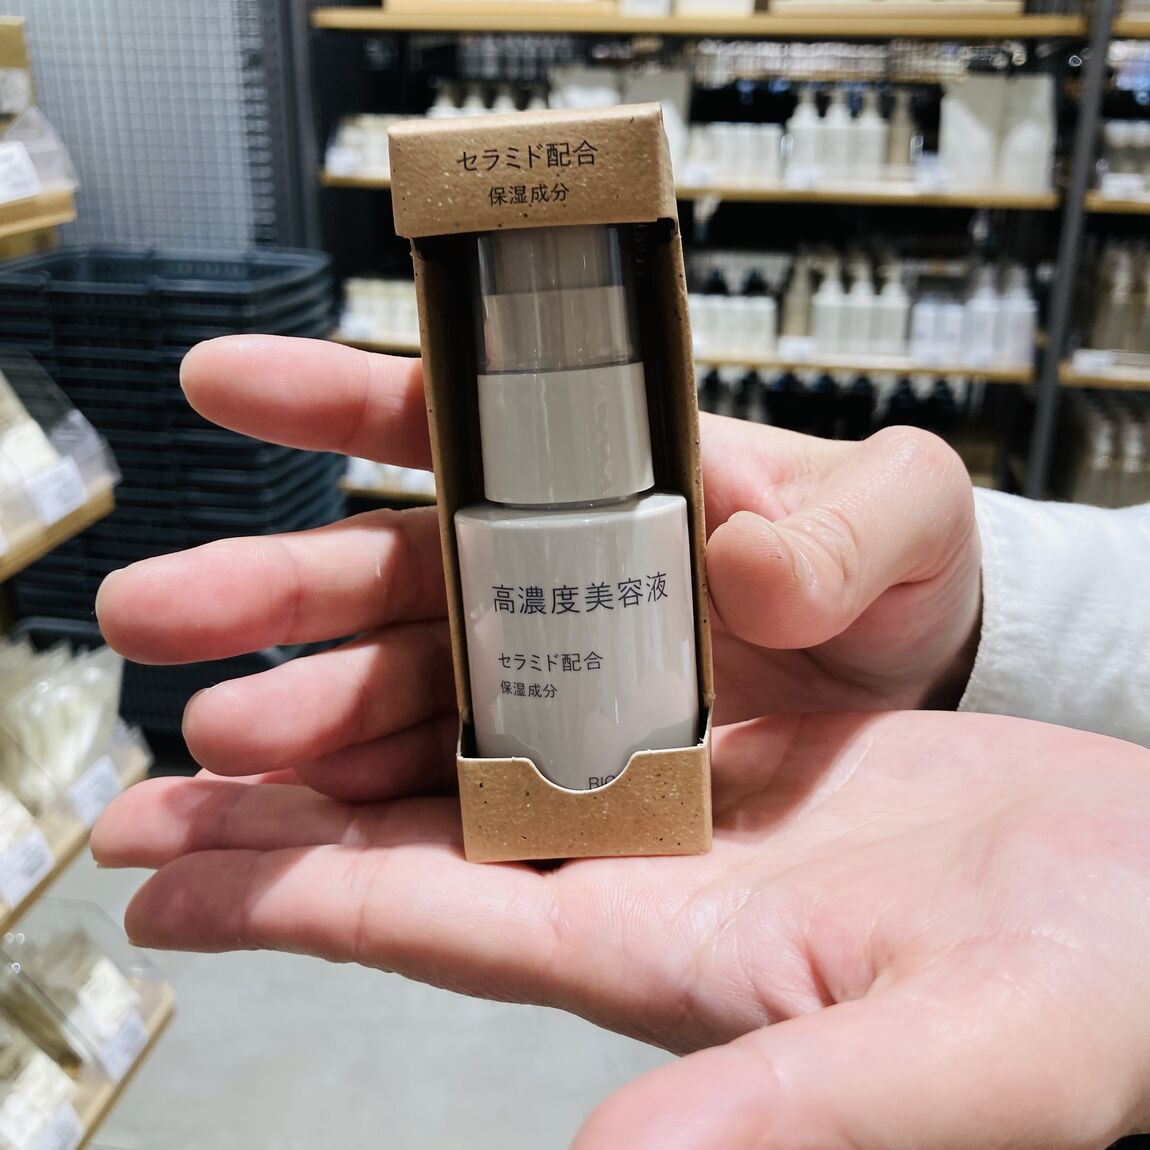 セラミド配合
保湿成分
高濃度美容液
セラミド配合
保湿成分